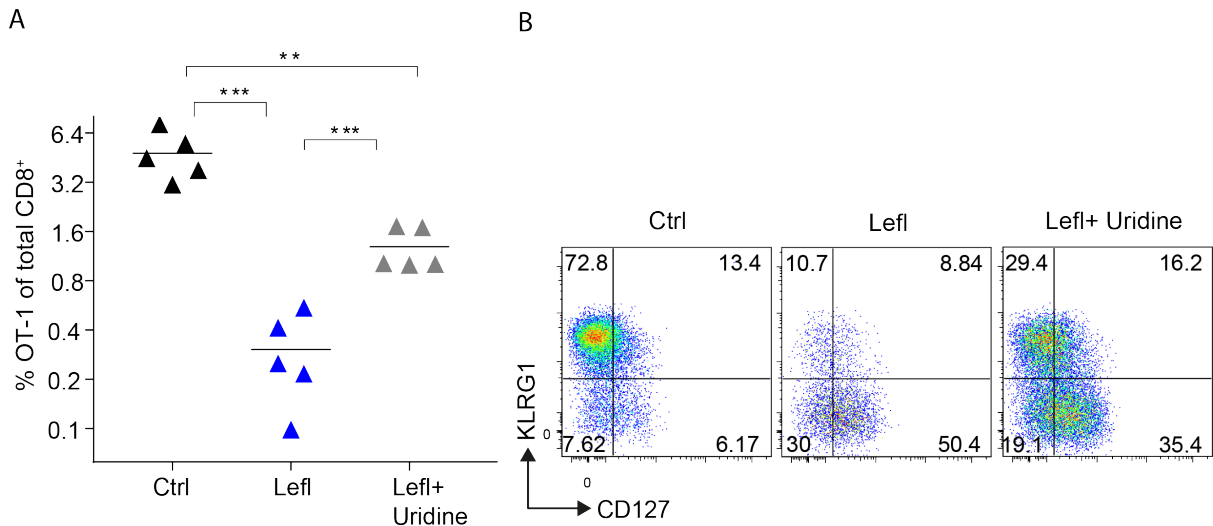 A
B
**
***
***
% OT-1 of total CD8+
6.4
3.2
1.6
0.8
0.4
0.2
0.1
Ctrl
Lefl
Lefl+
Uridine
Ctrl
Lefl
Lefl+ Uridine
72.8 13.4
7.62 6.17
10.7 8.84
30 50.4
29.4 16.2
19.1 35.4
KLRG1
0
0
CD127